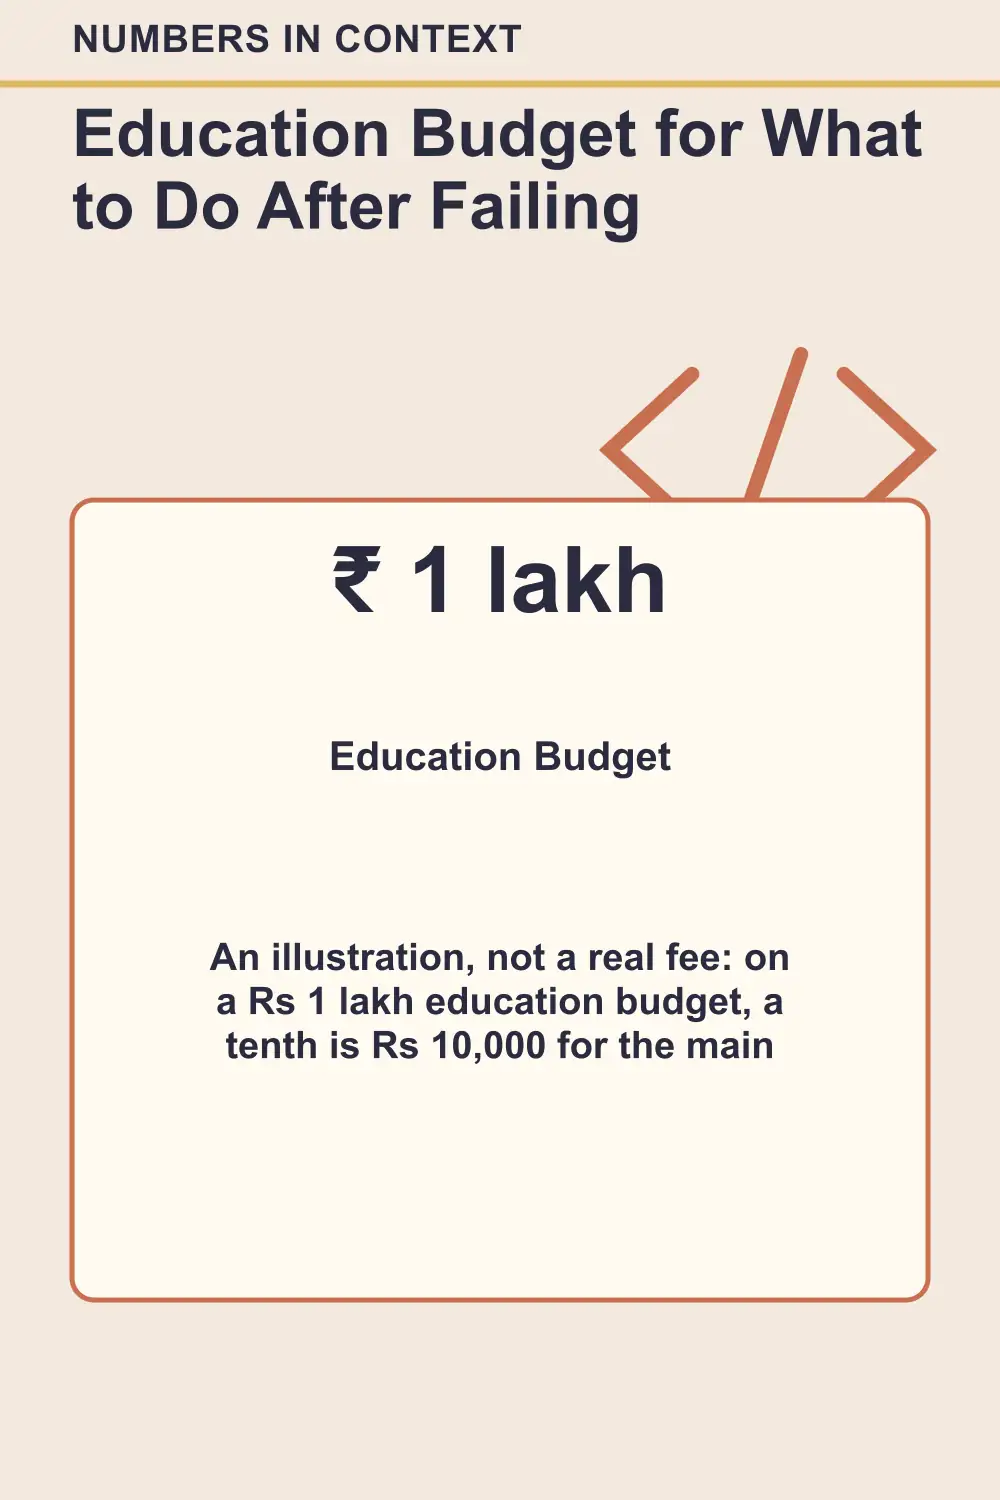 NUMBERS IN CONTEXT
Education Budget for What
to Do After Failing
₹ 1 lakh
Education Budget
An illustration, not a real fee: on
a Rs 1 lakh education budget, a
tenth is Rs 10,000 for the main